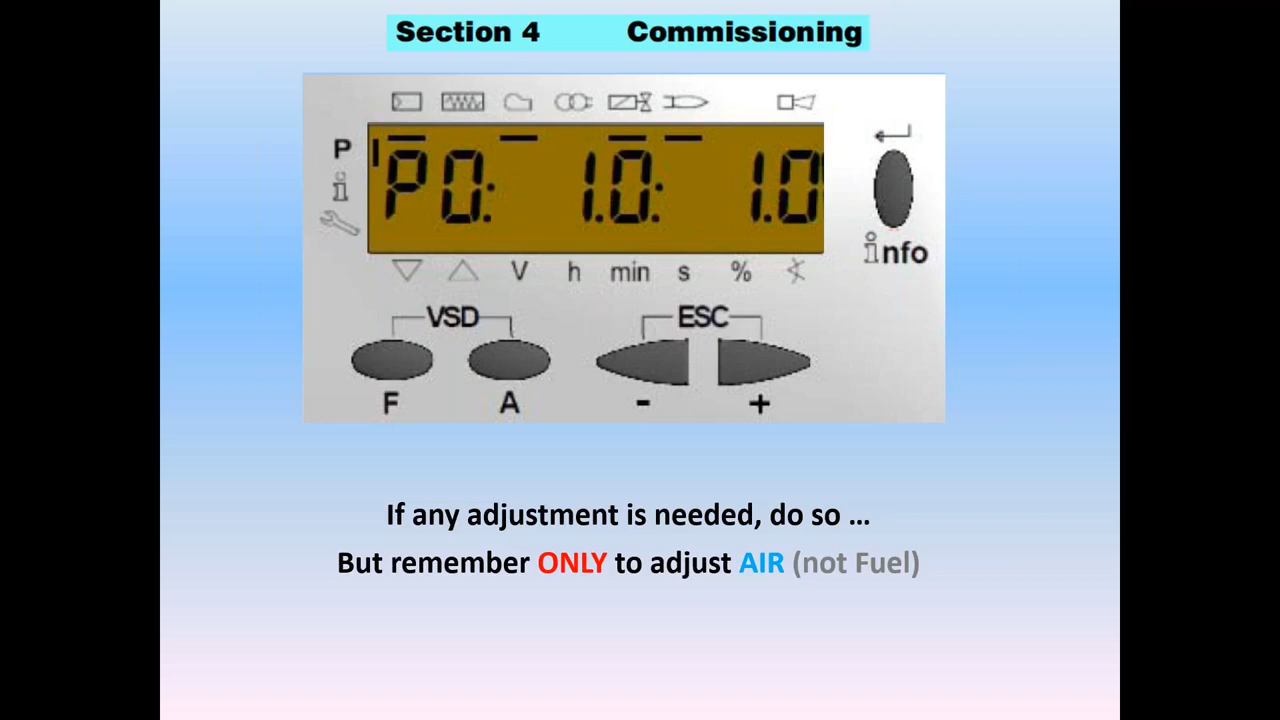 Section 4 Commissioning
P
i
P0: 1.0: 1.0
info
V h min s %
VSD ESC
F A - +
If any adjustment is needed, do so ...
But remember ONLY to adjust AIR (not Fuel)